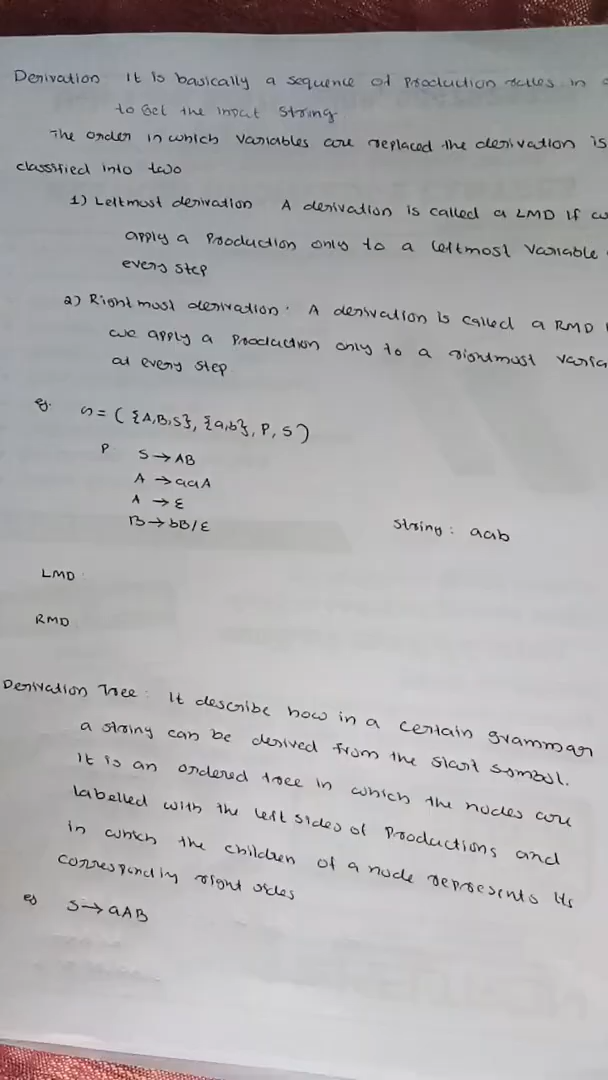 Derivation It is basically a sequence of production rules in
to get the input string.
The order in which variables are replaced the derivation is
classified into two
1) Leftmost derivation A derivation is called a LMD if
apply a production only to a leftmost variable
every step
2) Rightmost derivation. A derivation is called a RMD
we apply a production only to a rightmost
at every step
eg. G = ({A,B,S}, {a,b}, P, S)
P S → AB
A → aaA
A → ε
B → bB/ε
string: aab
LMD:
RMD
Derivation Tree: It describe how in a certain grammar
a string can be derived from the start symbol.
It is an ordered tree in which the nodes are
labelled with the left sides of productions and
in which the children of a node represents its
correspondly right sides
eg S → aAB